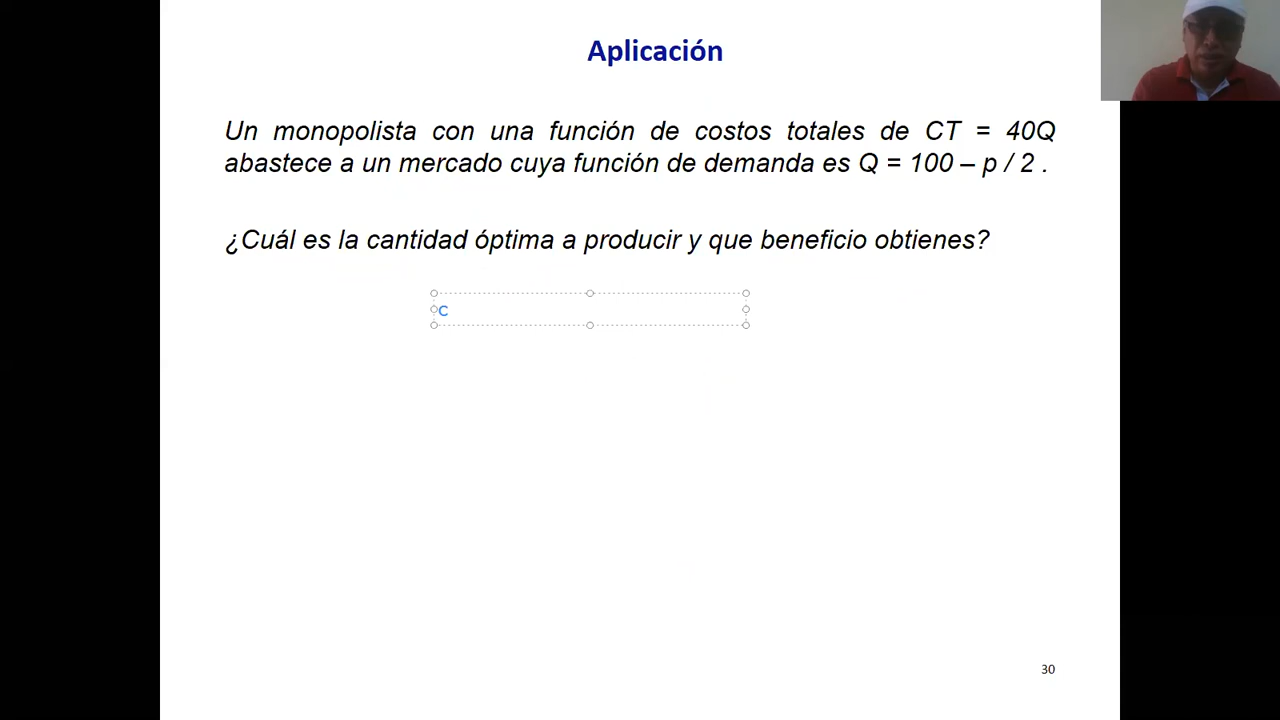 Aplicación
Un monopolista con una función de costos totales de CT = 40Q
abastece a un mercado cuya función de demanda es Q = 100 – p / 2 .
¿Cuál es la cantidad óptima a producir y que beneficio obtienes?
C
30